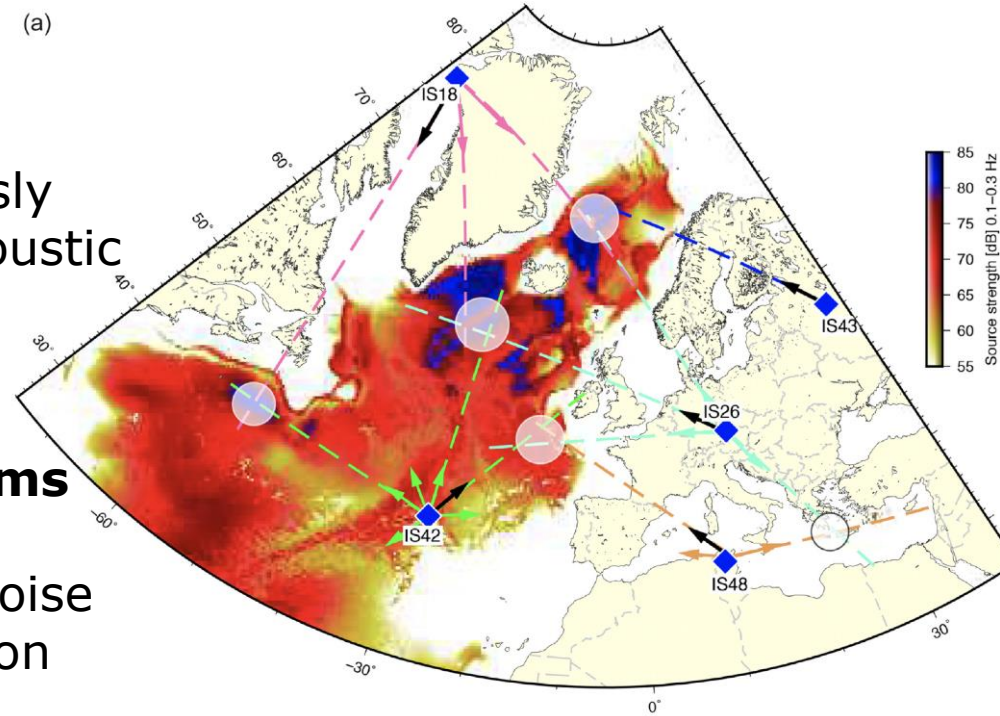 (a)
80°
70°
60°
50°
40°
30°
IS18
sly
oustic
ms
oise
on
IS43
IS26
IS42
IS48
−60°
−30°
0°
30°
85
80
75
70
65
60
55
Source strength [dB] 0.1−0.3 Hz